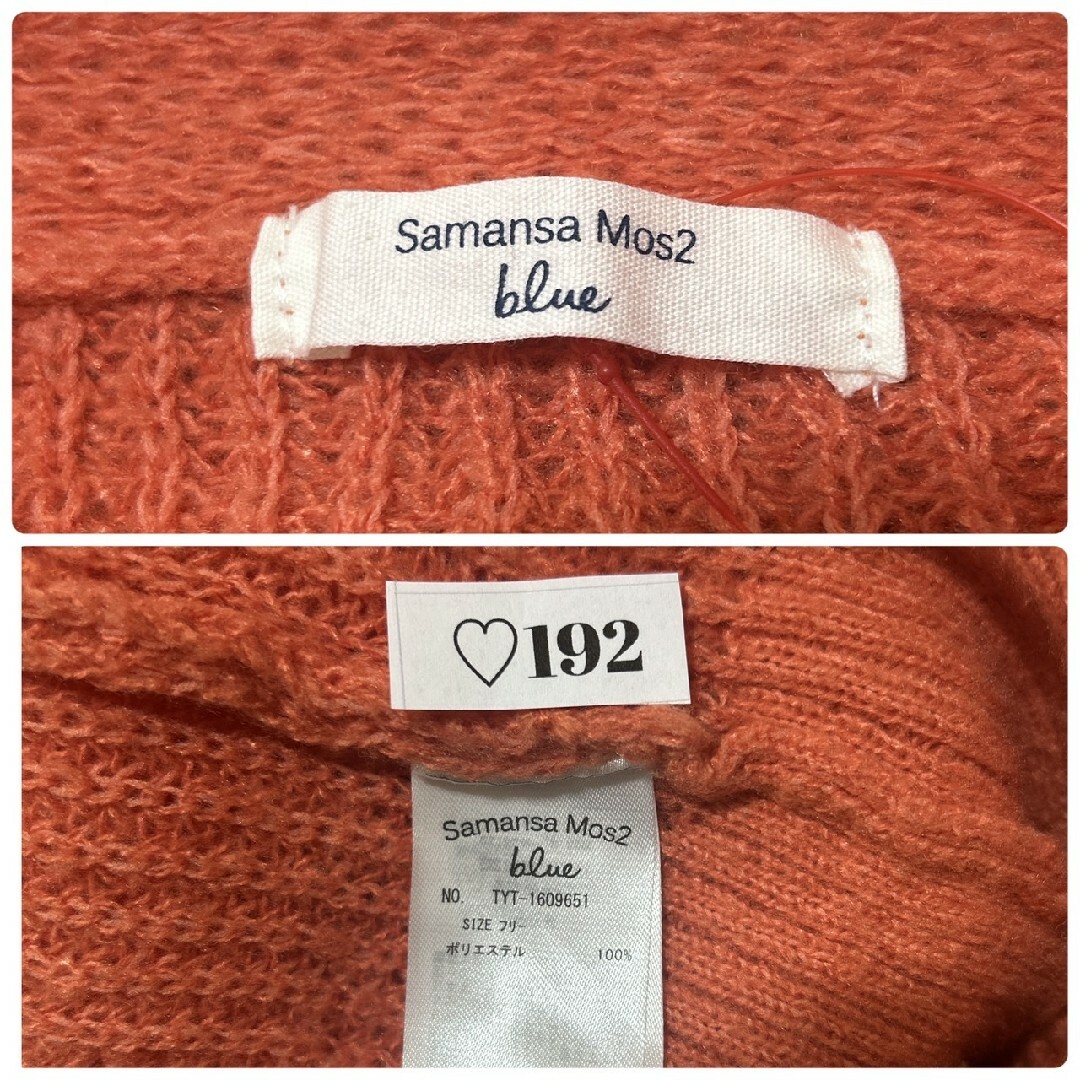 Samansa Mos2
blue
♡192
Samansa Mos2
blue
NO. TYT-1609651
SIZE フリー
ポリエステル 100%